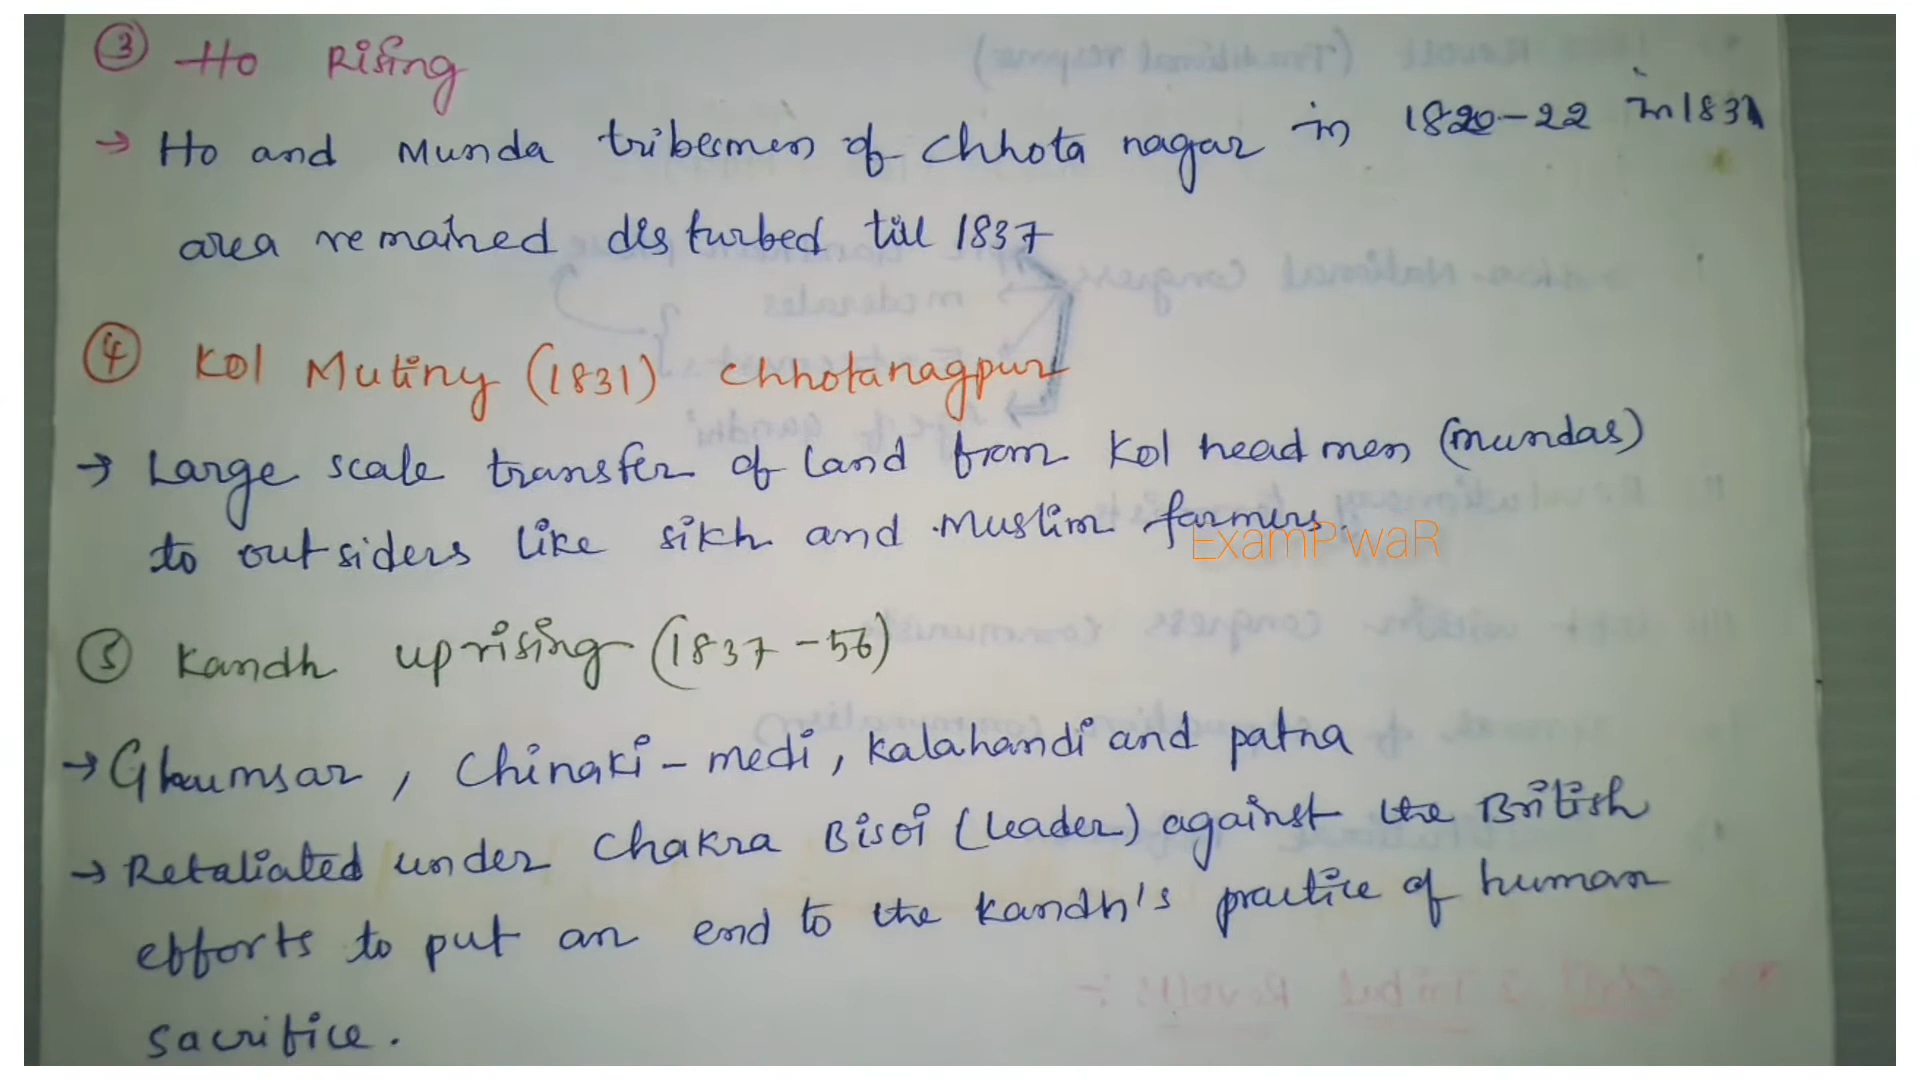 ③ Ho Rising
→ Ho and Munda tribesmen of Chhota nagar in 1820-22 in 1831
area remained disturbed till 1837
④ Kol Mutiny (1831) Chhotanagpur
→ Large scale transfer of land from Kol head men (mundas)
to outsiders like sikh and Muslim farmers.
ExamPwaR
⑤ Kandh uprising (1837-56)
→ Ghumsar, Chinaki-medi, Kalahandi and patna
→ Retaliated under Chakra Bisoi (leader) against the British
efforts to put an end to the Kandh's practice of human
sacrifice.